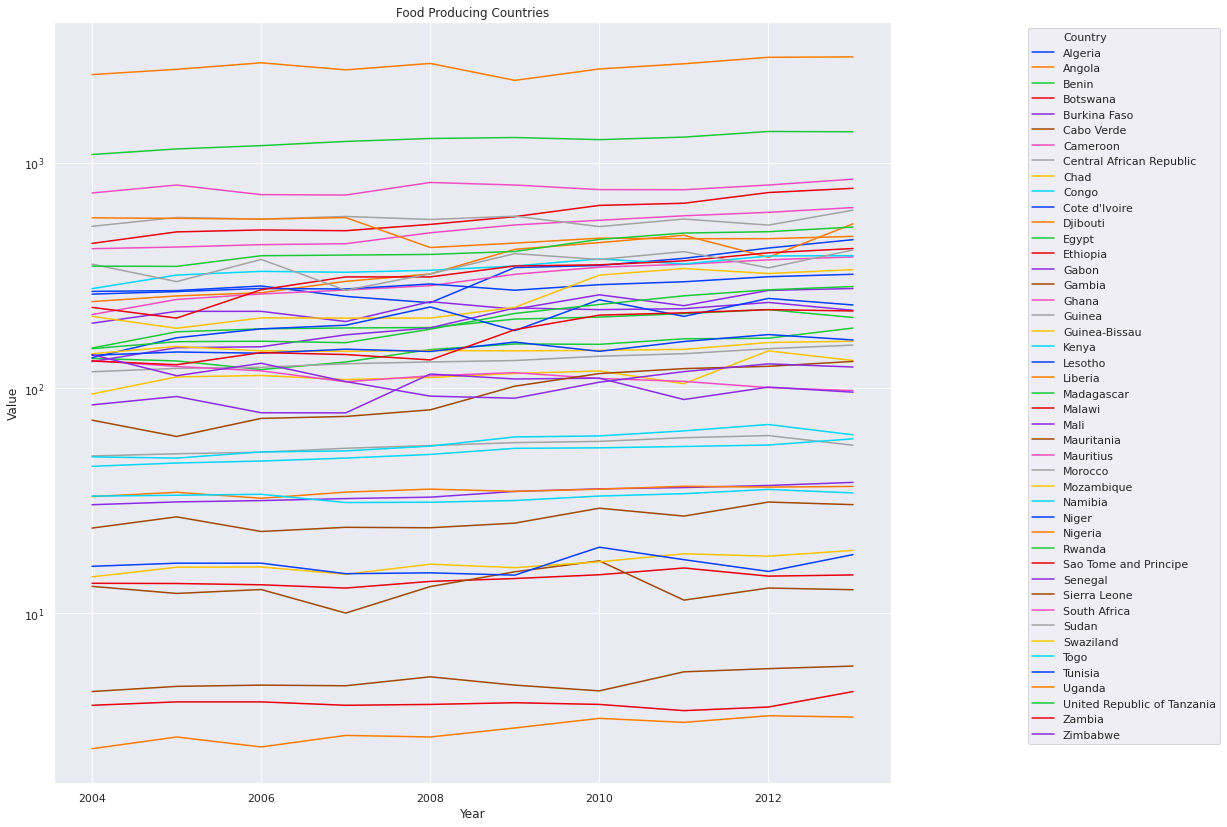 Food Producing Countries
Value
10³
10²
10¹
2004 2006 2008 2010 2012
Year
Country
Algeria
Angola
Benin
Botswana
Burkina Faso
Cabo Verde
Cameroon
Central African Republic
Chad
Congo
Cote d'Ivoire
Djibouti
Egypt
Ethiopia
Gabon
Gambia
Ghana
Guinea
Guinea-Bissau
Kenya
Lesotho
Liberia
Madagascar
Malawi
Mali
Mauritania
Mauritius
Morocco
Mozambique
Namibia
Niger
Nigeria
Rwanda
Sao Tome and Principe
Senegal
Sierra Leone
South Africa
Sudan
Swaziland
Togo
Tunisia
Uganda
United Republic of Tanzania
Zambia
Zimbabwe